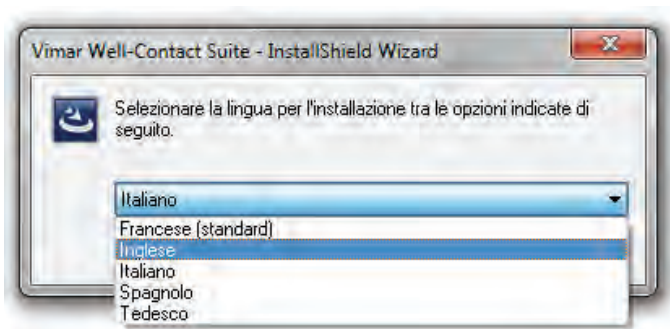 Vimar Well-Contact Suite - InstallShield Wizard
Selezionare la lingua per l'installazione tra le opzioni indicate di
seguito.
Italiano
Francese (standard)
Inglese
Italiano
Spagnolo
Tedesco